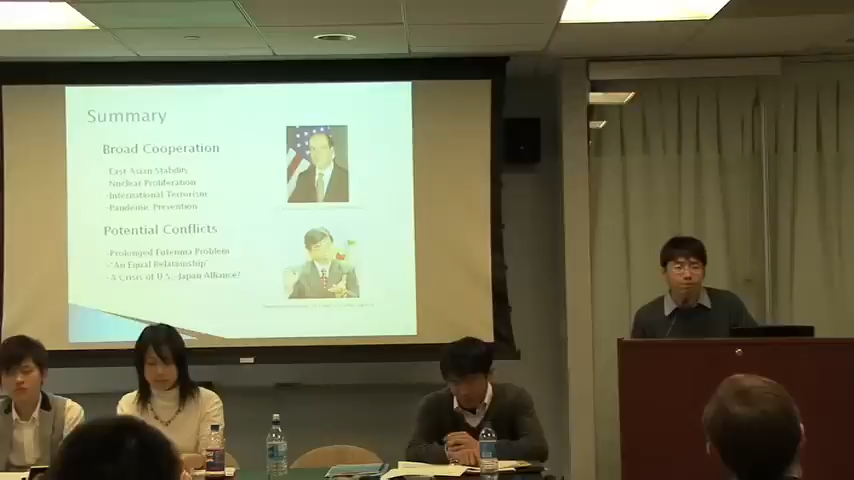 Summary
Broad Cooperation
East Asian Stability
Nuclear Proliferation
-International Terrorism
-Pandemic Prevention
Potential Conflicts
-Prolonged Futenma Problem
-"An Equal Relationship"
-A Crisis of U.S.-Japan Alliance?